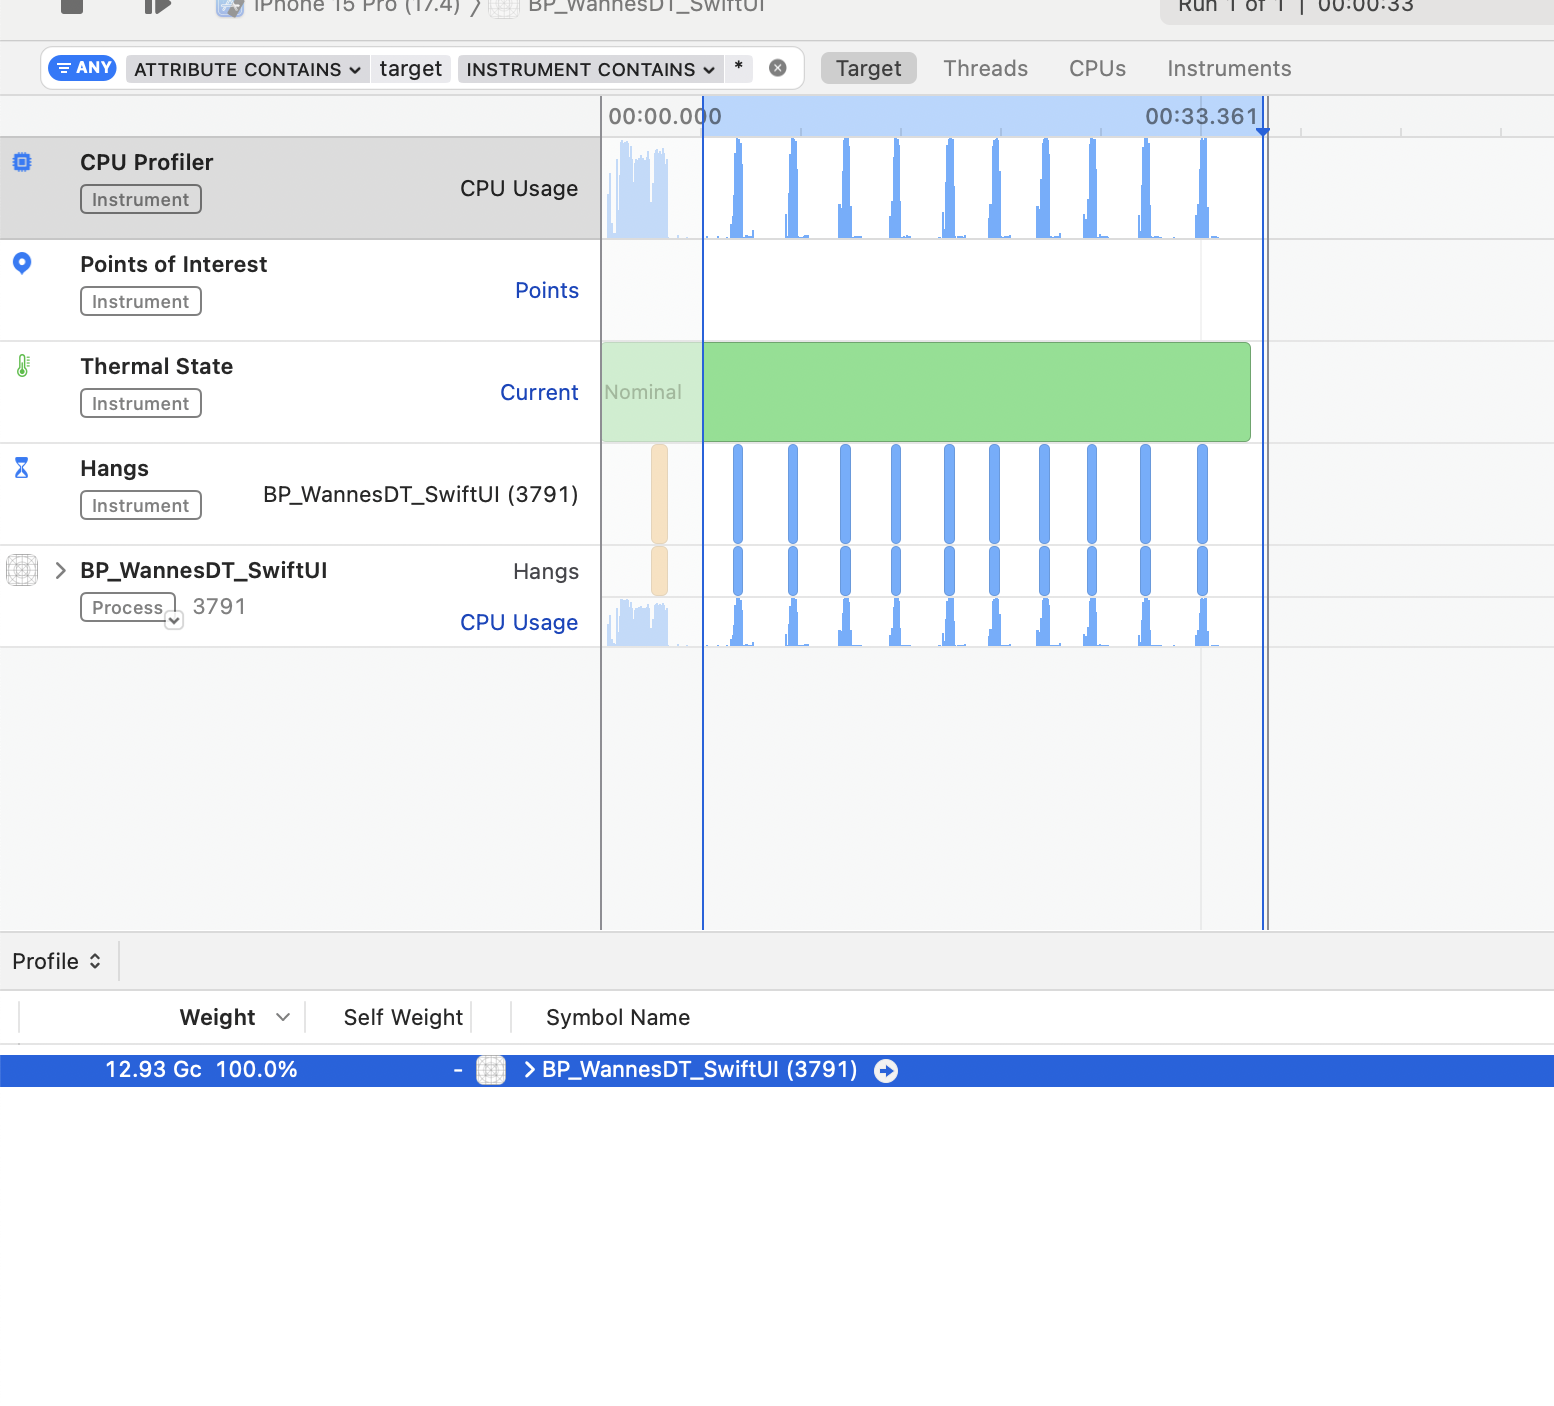 iPhone 15 Pro (17.4) BP_WannesDT_SwiftUI Run 1 of 1 | 00:00:33
ANY ATTRIBUTE CONTAINS target INSTRUMENT CONTAINS * Target Threads CPUs Instruments
00:00.000 00:33.361
CPU Profiler
Instrument
CPU Usage
Points of Interest
Instrument
Points
Thermal State
Instrument
Current
Nominal
Hangs
Instrument
BP_WannesDT_SwiftUI (3791)
BP_WannesDT_SwiftUI
Process 3791
Hangs
CPU Usage
Profile
Weight Self Weight Symbol Name
12.93 Gc 100.0% - BP_WannesDT_SwiftUI (3791)